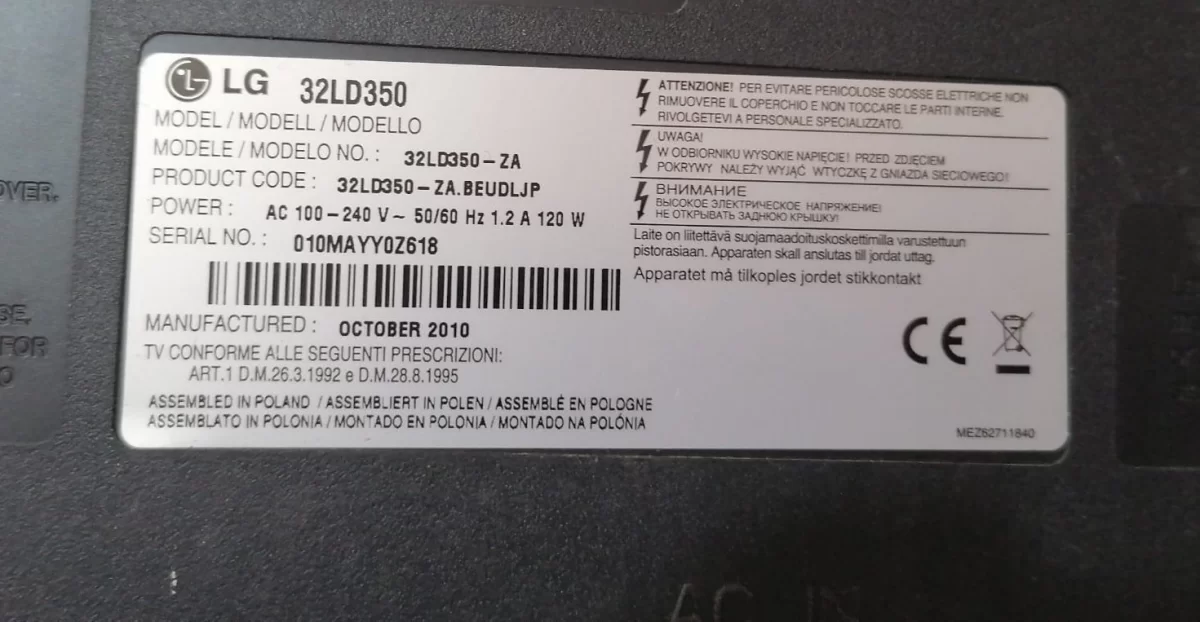 OVER.
FOR
LG 32LD350
MODEL / MODELL / MODELLO
MODELE / MODELO NO. : 32LD350-ZA
PRODUCT CODE : 32LD350-ZA.BEUDLJP
POWER : AC 100-240 V~ 50/60 Hz 1.2 A 120 W
SERIAL NO. : 010MAYY0Z618
MANUFACTURED : OCTOBER 2010
TV CONFORME ALLE SEGUENTI PRESCRIZIONI:
ART.1 D.M.26.3.1992 e D.M.28.8.1995
ASSEMBLED IN POLAND / ASSEMBLIERT IN POLEN / ASSEMBLÉ EN POLOGNE
ASSEMBLATO IN POLONIA / MONTADO EN POLONIA / MONTADO NA POLÓNIA
ATTENZIONE! PER EVITARE PERICOLOSE SCOSSE ELETTRICHE NON
RIMUOVERE IL COPERCHIO E NON TOCCARE LE PARTI INTERNE.
RIVOLGETEVI A PERSONALE SPECIALIZZATO.
UWAGA!
W ODBIORNIKU WYSOKIE NAPIĘCIE! PRZED ZDJĘCIEM
POKRYWY NALEŻY WYJĄĆ WTYCZKĘ Z GNIAZDA SIECIOWEGO!
ВНИМАНИЕ
ВЫСОКОЕ ЭЛЕКТРИЧЕСКОЕ НАПРЯЖЕНИЕ!
НЕ ОТКРЫВАТЬ ЗАДНЮЮ КРЫШКУ!
Laite on liitettävä suojamaadoituskoskettimilla varustettuun
pistorasiaan. Apparaten skall anslutas till jordat uttag.
Apparatet må tilkoples jordet stikkontakt
CE
MEZ62711840
AC IN